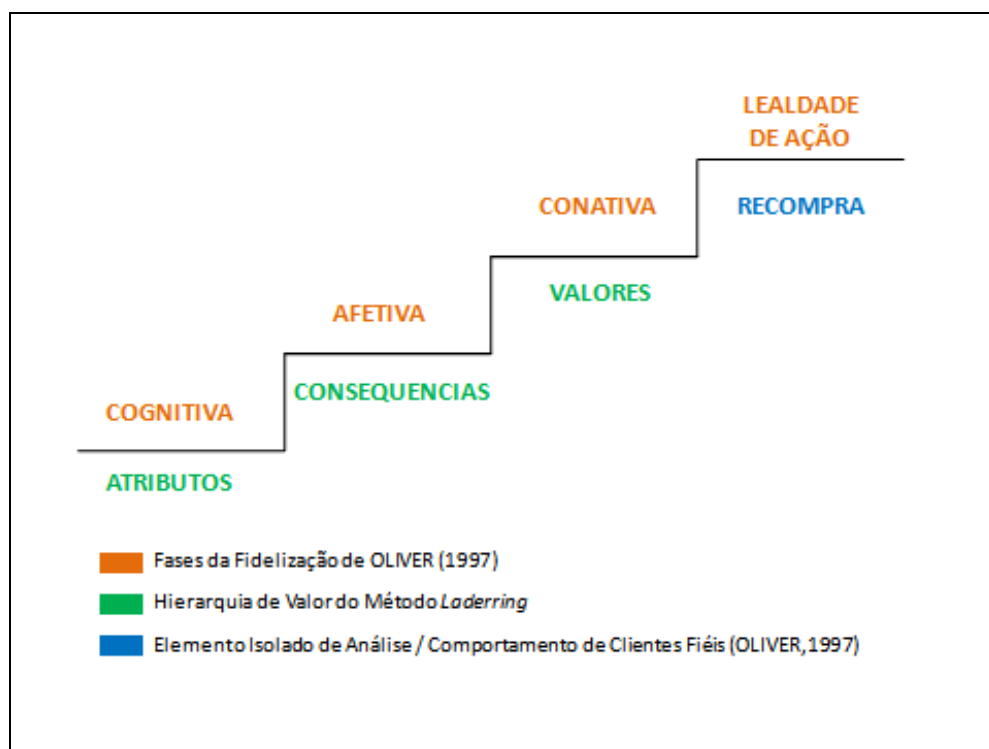 LEALDADE
DE AÇÃO
CONATIVA
RECOMPRA
AFETIVA
VALORES
COGNITIVA
CONSEQUENCIAS
ATRIBUTOS
Fases da Fidelização de OLIVER (1997)
Hierarquia de Valor do Método Laderring
Elemento Isolado de Análise / Comportamento de Clientes Fiéis (OLIVER,1997)